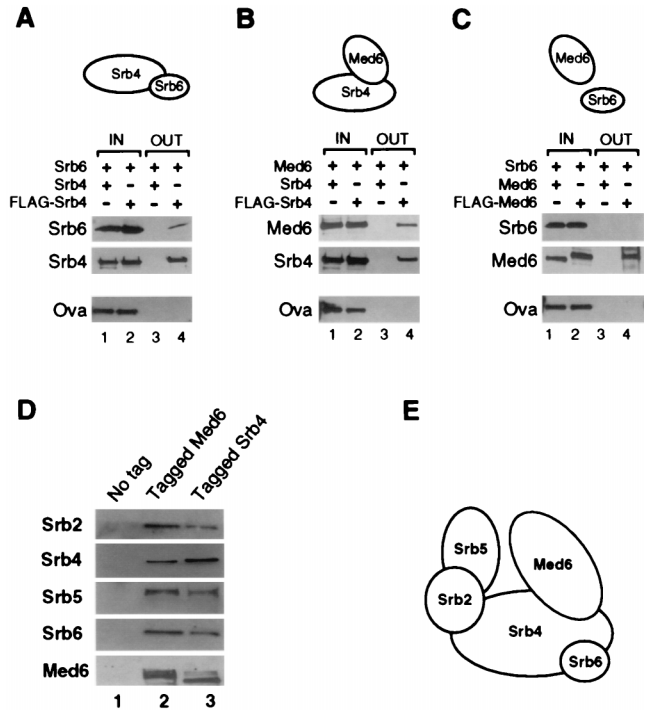 A
Srb4
Srb6
IN OUT
Srb6 + + + +
Srb4 + - + -
FLAG-Srb4 - + - +
Srb6
Srb4
Ova
1 2 3 4
B
Med6
Srb4
IN OUT
Med6 + + + +
Srb4 + - + -
FLAG-Srb4 - + - +
Med6
Srb4
Ova
1 2 3 4
C
Med6
Srb6
IN OUT
Srb6 + + + +
Med6 + - + -
FLAG-Med6 - + - +
Srb6
Med6
Ova
1 2 3 4
D
No tag
Tagged Med6
Tagged Srb4
Srb2
Srb4
Srb5
Srb6
Med6
1 2 3
E
Srb5
Med6
Srb2
Srb4
Srb6